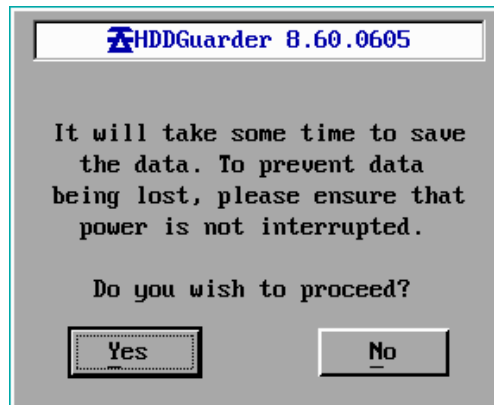 HDDGuarder 8.60.0605
It will take some time to save
the data. To prevent data
being lost, please ensure that
power is not interrupted.
Do you wish to proceed?
Yes
No